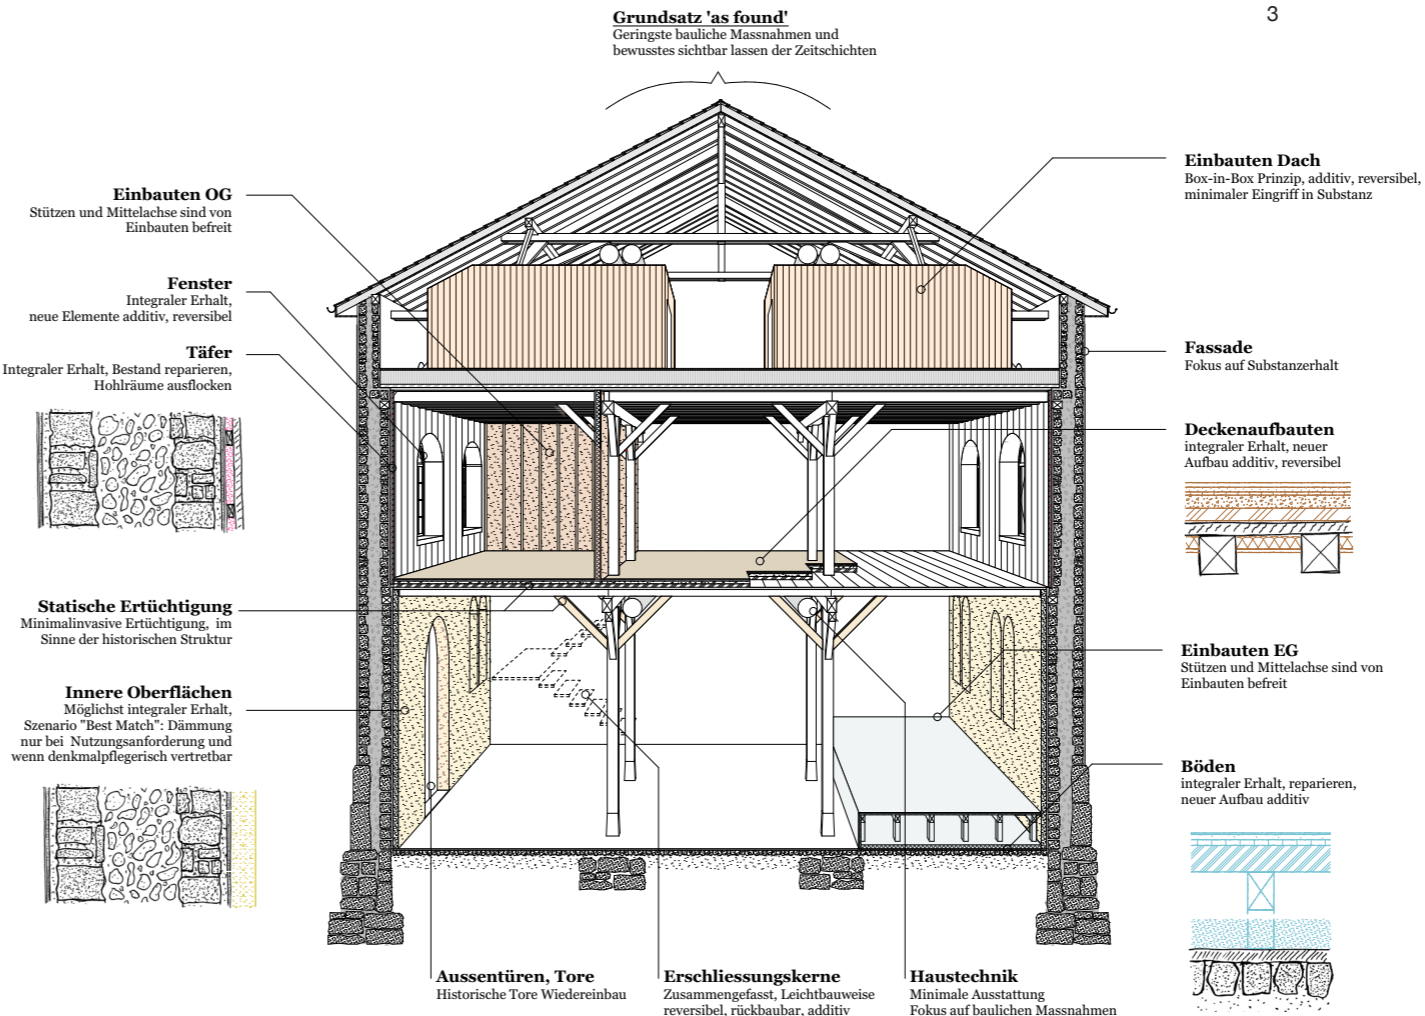 3
Grundsatz 'as found'
Geringste bauliche Massnahmen und
bewusstes sichtbar lassen der Zeitschichten
Einbauten OG
Stützen und Mittelachse sind von
Einbauten befreit
Fenster
Integraler Erhalt,
neue Elemente additiv, reversibel
Täfer
Integraler Erhalt, Bestand reparieren,
Hohlräume ausflocken
Statische Ertüchtigung
Minimalinvasive Ertüchtigung, im
Sinne der historischen Struktur
Innere Oberflächen
Möglichst integraler Erhalt,
Szenario "Best Match": Dämmung
nur bei Nutzungsanforderung und
wenn denkmalpflegerisch vertretbar
Einbauten Dach
Box-in-Box Prinzip, additiv, reversibel,
minimaler Eingriff in Substanz
Fassade
Fokus auf Substanzerhalt
Deckenaufbauten
integraler Erhalt, neuer
Aufbau additiv, reversibel
Einbauten EG
Stützen und Mittelachse sind von
Einbauten befreit
Böden
integraler Erhalt, reparieren,
neuer Aufbau additiv
Aussentüren, Tore
Historische Tore Wiedereinbau
Erschliessungskerne
Zusammengefasst, Leichtbauweise
reversibel, rückbaubar, additiv
Haustechnik
Minimale Ausstattung
Fokus auf baulichen Massnahmen